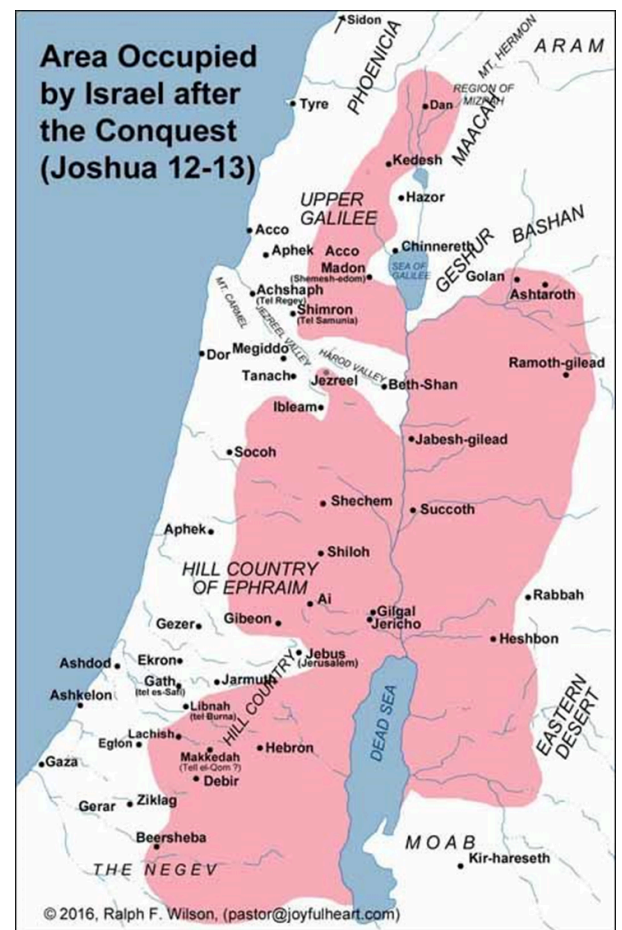 Area Occupied
by Israel after
the Conquest
(Joshua 12-13)
Sidon
PHOENICIA
MT. HERMON
ARAM
Tyre
Dan
REGION OF
MIZPAH
MAACAH
Kedesh
Hazor
UPPER
GALILEE
Acco
Aphek
Acco
Madon
(Shemesh-edom)
Chinnereth
SEA OF
GALILEE
GESHUR
BASHAN
Golan
Ashtaroth
MT. CARMEL
Achshaph
(Tel Regev)
Shimron
(Tel Samunia)
JEZREEL VALLEY
HAROD VALLEY
Dor
Megiddo
Tanach
Jezreel
Beth-Shan
Ramoth-gilead
Ibleam
Jabesh-gilead
Socoh
Shechem
Succoth
Aphek
Shiloh
HILL COUNTRY
OF EPHRAIM
Ai
Gilgal
Jericho
Rabbah
Gezer
Gibeon
Heshbon
Jebus
(Jerusalem)
Ashdod
Ekron
Gath
(tel es-Safi)
Jarmuth
HILL COUNTRY
Ashkelon
Libnah
(tel Burna)
DEAD SEA
EASTERN
DESERT
Lachish
Eglon
Hebron
Makkedah
(Tell el-Qom ?)
Gaza
Debir
Gerar
Ziklag
Beersheba
MOAB
Kir-hareseth
THE NEGEV
© 2016, Ralph F. Wilson, (pastor@joyfulheart.com)